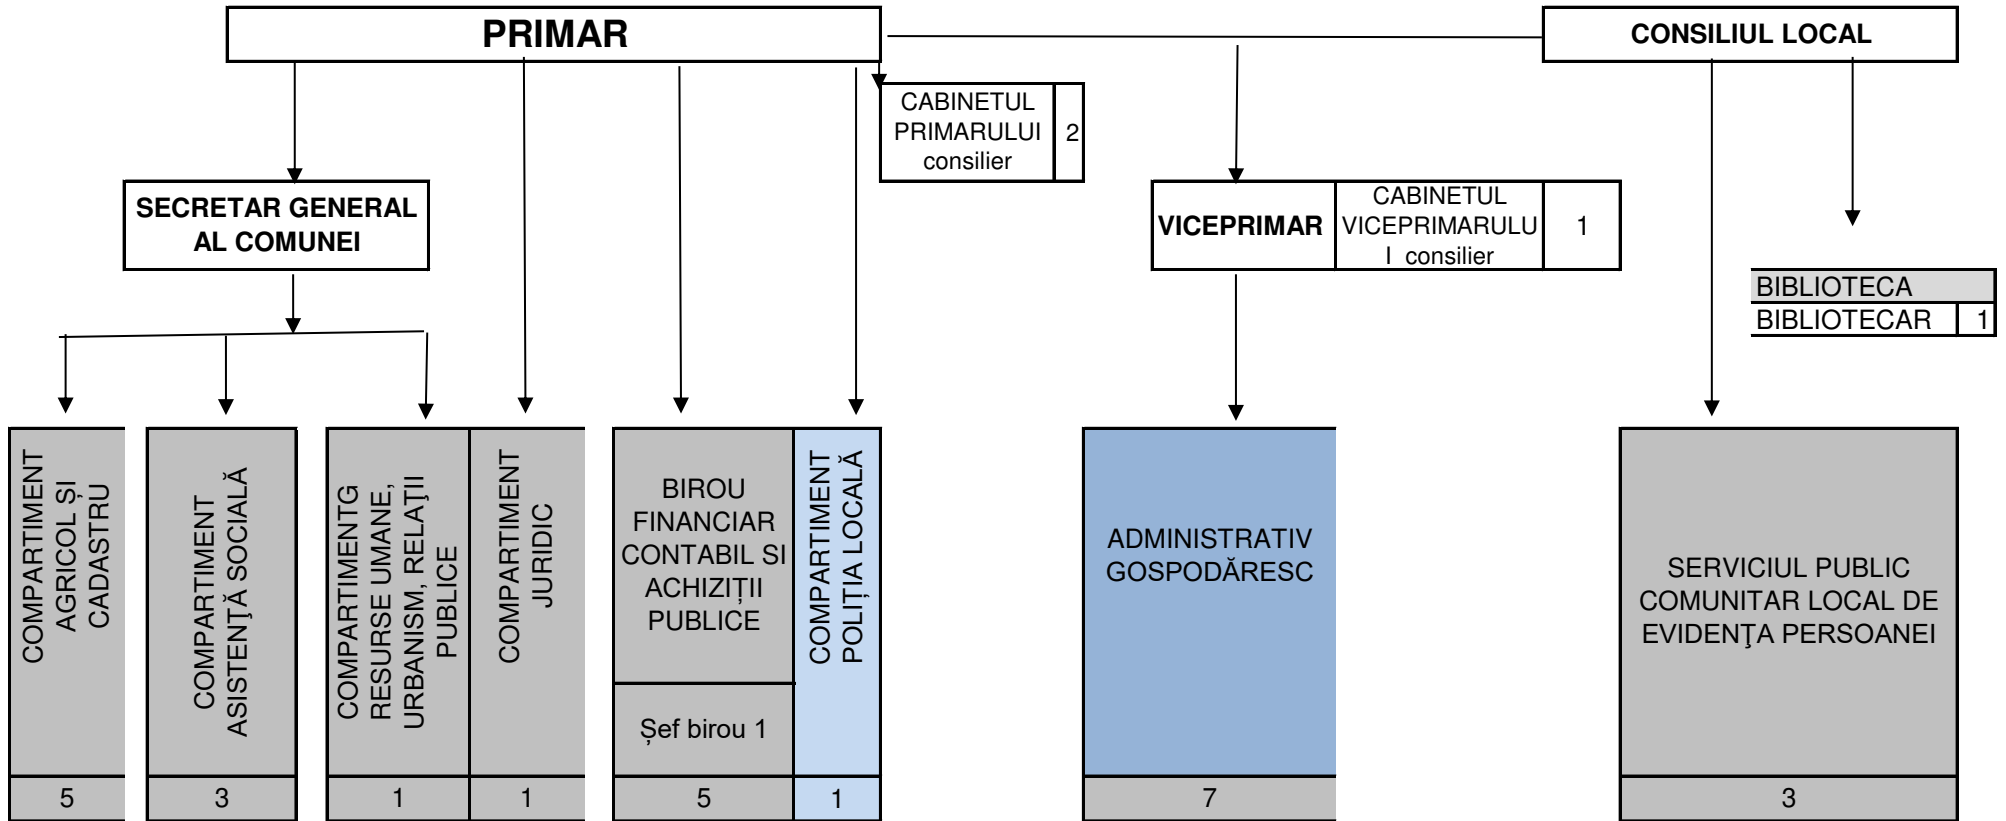 PRIMAR
CONSILIUL LOCAL
CABINETUL
PRIMARULUI
consilier
2
SECRETAR GENERAL
AL COMUNEI
VICEPRIMAR
CABINETUL
VICEPRIMARULU
I consilier
1
BIBLIOTECA
BIBLIOTECAR 1
COMPARTIMENT
AGRICOL ȘI
CADASTRU
5
COMPARTIMENT
ASISTENŢĂ SOCIALĂ
3
COMPARTIMENTG
RESURSE UMANE,
URBANISM, RELAŢII
PUBLICE
1
COMPARTIMENT
JURIDIC
1
BIROU
FINANCIAR
CONTABIL SI
ACHIZIȚII
PUBLICE
Șef birou 1
5
COMPARTIMENT
POLIȚIA LOCALĂ
1
ADMINISTRATIV
GOSPODĂRESC
7
SERVICIUL PUBLIC
COMUNITAR LOCAL DE
EVIDENŢA PERSOANEI
3